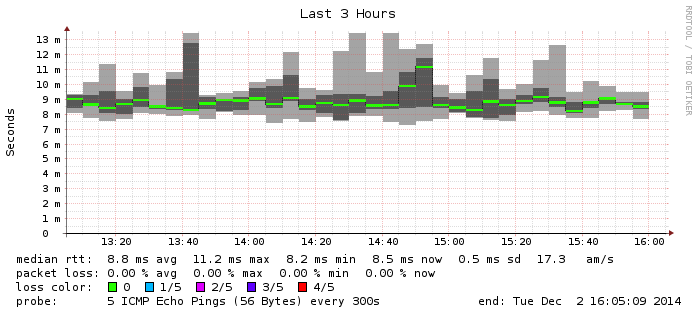 Last 3 Hours
RRDTOOL / TOBI OETIKER
Seconds
13 m
12 m
11 m
10 m
9 m
8 m
7 m
6 m
5 m
4 m
3 m
2 m
1 m
0
13:20 13:40 14:00 14:20 14:40 15:00 15:20 15:40 16:00
median rtt: 8.8 ms avg 11.2 ms max 8.2 ms min 8.5 ms now 0.5 ms sd 17.3 am/s
packet loss: 0.00 % avg 0.00 % max 0.00 % min 0.00 % now
loss color: 0 1/5 2/5 3/5 4/5
probe: 5 ICMP Echo Pings (56 Bytes) every 300s end: Tue Dec 2 16:05:09 2014